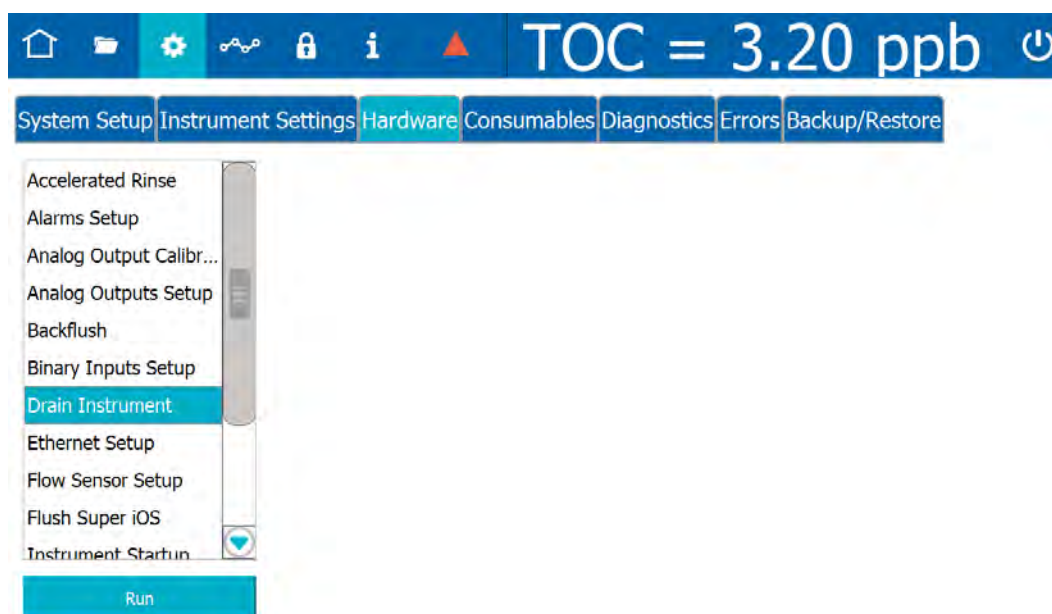 TOC = 3.20 ppb
System Setup Instrument Settings Hardware Consumables Diagnostics Errors Backup/Restore
Accelerated Rinse
Alarms Setup
Analog Output Calibr...
Analog Outputs Setup
Backflush
Binary Inputs Setup
Drain Instrument
Ethernet Setup
Flow Sensor Setup
Flush Super iOS
Instrument Startup
Run